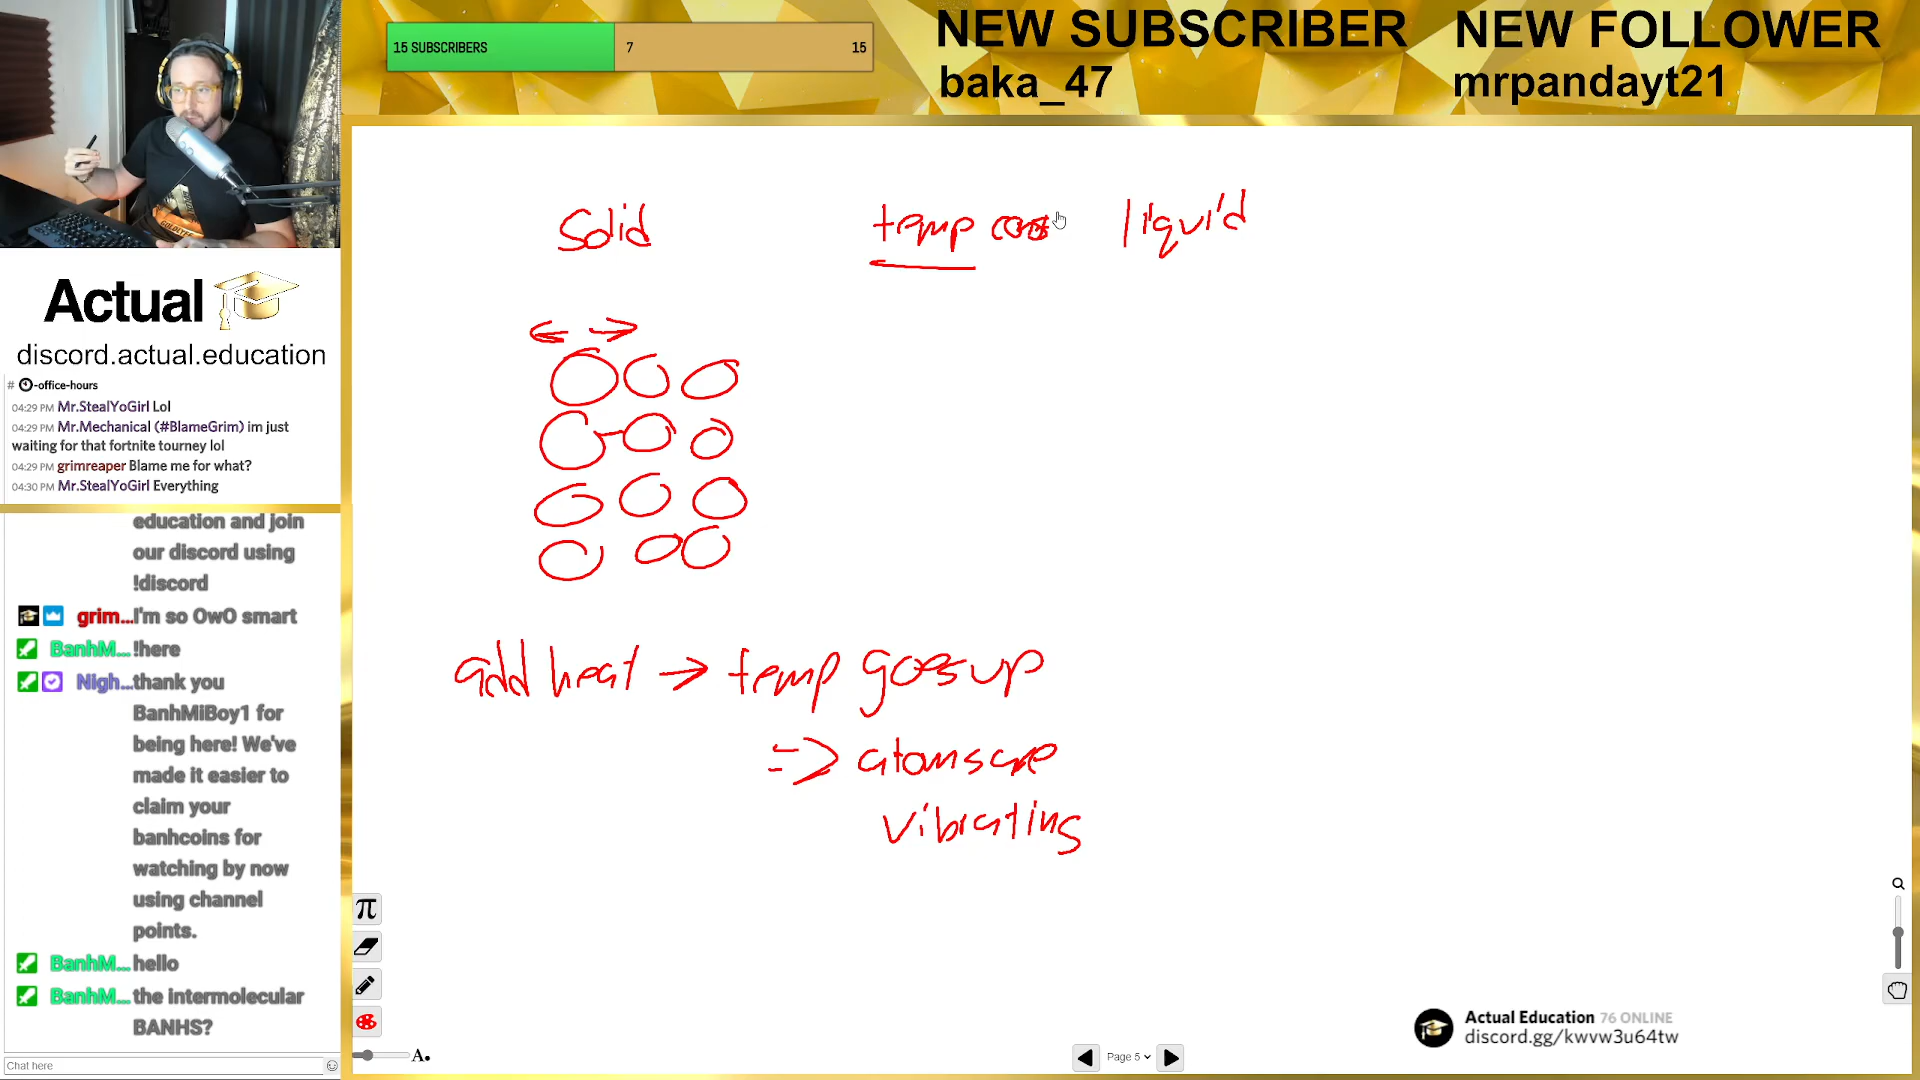 15 SUBSCRIBERS 7 15
NEW SUBSCRIBER
baka_47
NEW FOLLOWER
mrpandayt21
Actual
discord.actual.education
# -office-hours
04:29 PM Mr.StealYoGirl Lol
04:29 PM Mr.Mechanical (#BlameGrim) im just
waiting for that fortnite tourney lol
04:29 PM grimreaper Blame me for what?
04:30 PM Mr.StealYoGirl Everything
education and join
our discord using
!discord
grim... I'm so OwO smart
BanhM... !here
Nigh... thank you
BanhMiBoy1 for
being here! We've
made it easier to
claim your
banhcoins for
watching by now
using channel
points.
BanhM... hello
BanhM... the intermolecular
BANHS?
Chat here
Solid temp liquid
add heat → temp goes up
=> atoms are
vibrating
π
A.
Page 5
Actual Education 76 ONLINE
discord.gg/kwvw3u64tw